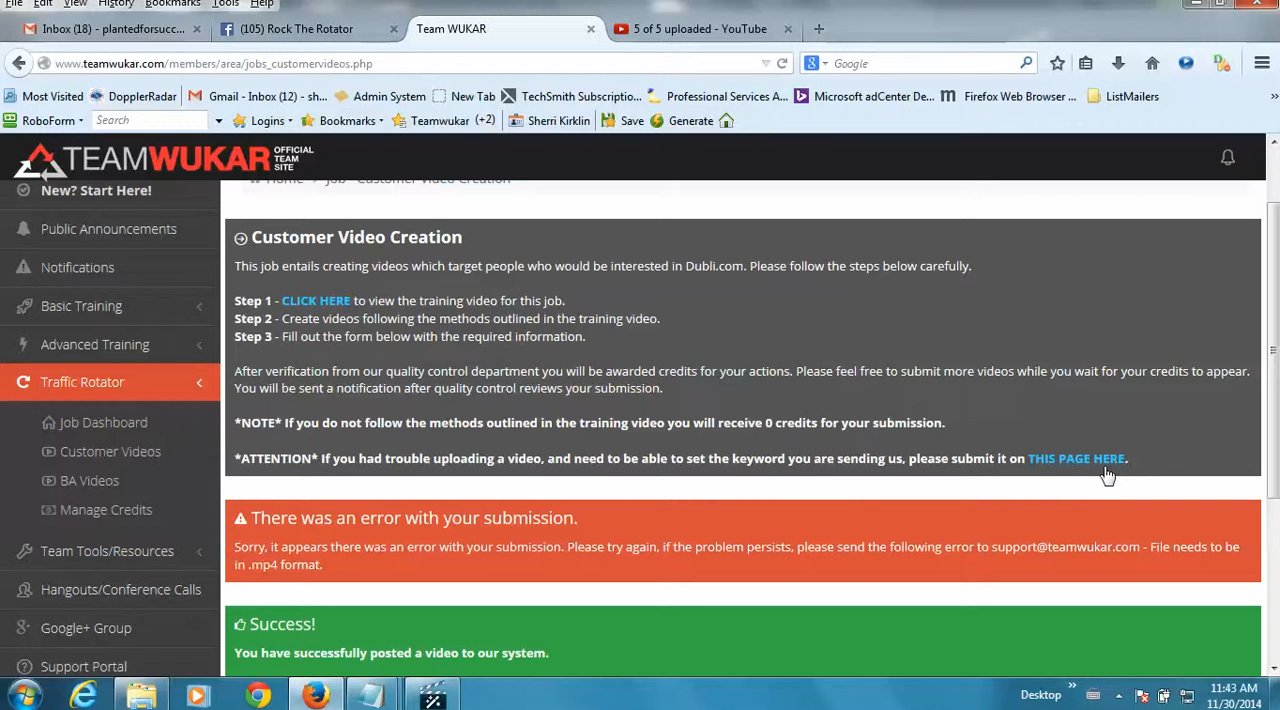 File Edit View History Bookmarks Tools Help
Inbox (18) - plantedforsucc... × (105) Rock The Rotator × Team WUKAR × 5 of 5 uploaded - YouTube × +
www.teamwukar.com/members/area/jobs_customervideos.php Google
Most Visited DopplerRadar Gmail - Inbox (12) - sh... Admin System New Tab TechSmith Subscriptio... Professional Services A... Microsoft adCenter De... Firefox Web Browser ... ListMailers »
RoboForm Search Logins Bookmarks Teamwukar (+2) Sherri Kirklin Save Generate
TEAMWUKAR OFFICIAL
TEAM
SITE
New? Start Here!
Public Announcements
Notifications
Basic Training
Advanced Training
Traffic Rotator
Job Dashboard
Customer Videos
BA Videos
Manage Credits
Team Tools/Resources
Hangouts/Conference Calls
Google+ Group
Support Portal
Home > Job - Customer Video Creation
Customer Video Creation
This job entails creating videos which target people who would be interested in Dubli.com. Please follow the steps below carefully.
Step 1 - CLICK HERE to view the training video for this job.
Step 2 - Create videos following the methods outlined in the training video.
Step 3 - Fill out the form below with the required information.
After verification from our quality control department you will be awarded credits for your actions. Please feel free to submit more videos while you wait for your credits to appear.
You will be sent a notification after quality control reviews your submission.
*NOTE* If you do not follow the methods outlined in the training video you will receive 0 credits for your submission.
*ATTENTION* If you had trouble uploading a video, and need to be able to set the keyword you are sending us, please submit it on THIS PAGE HERE.
There was an error with your submission.
Sorry, it appears there was an error with your submission. Please try again, if the problem persists, please send the following error to support@teamwukar.com - File needs to be
in .mp4 format.
Success!
You have successfully posted a video to our system.
Desktop »
11:43 AM
11/30/2014